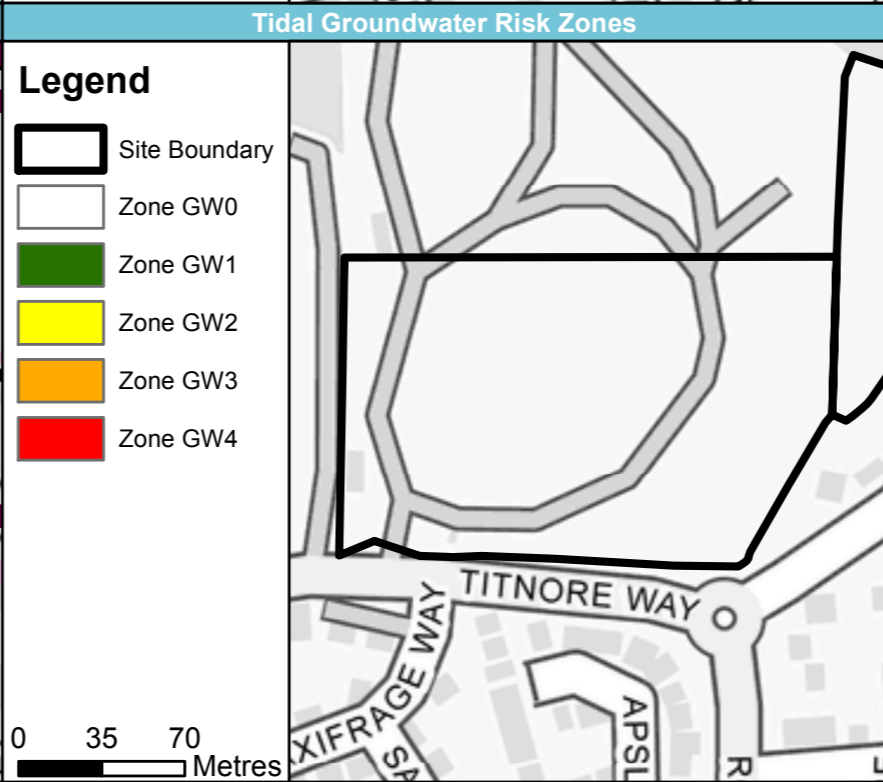 Tidal Groundwater Risk Zones
Legend
Site Boundary
Zone GW0
Zone GW1
Zone GW2
Zone GW3
Zone GW4
0 35 70
Metres
TITNORE WAY
XIFRAGE WAY
SA
APSL
R